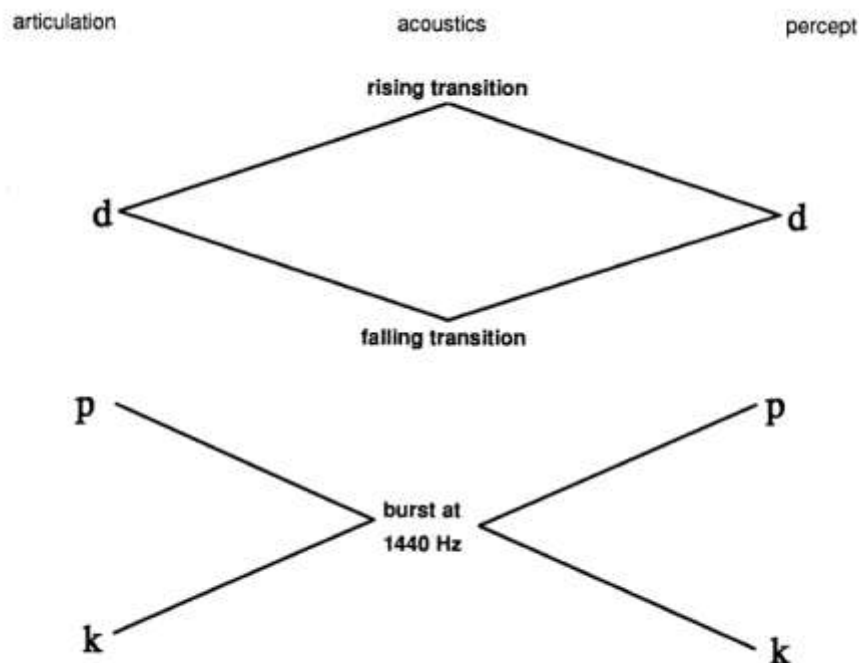 articulation acoustics percept
rising transition
d d
falling transition
p p
burst at
1440 Hz
k k